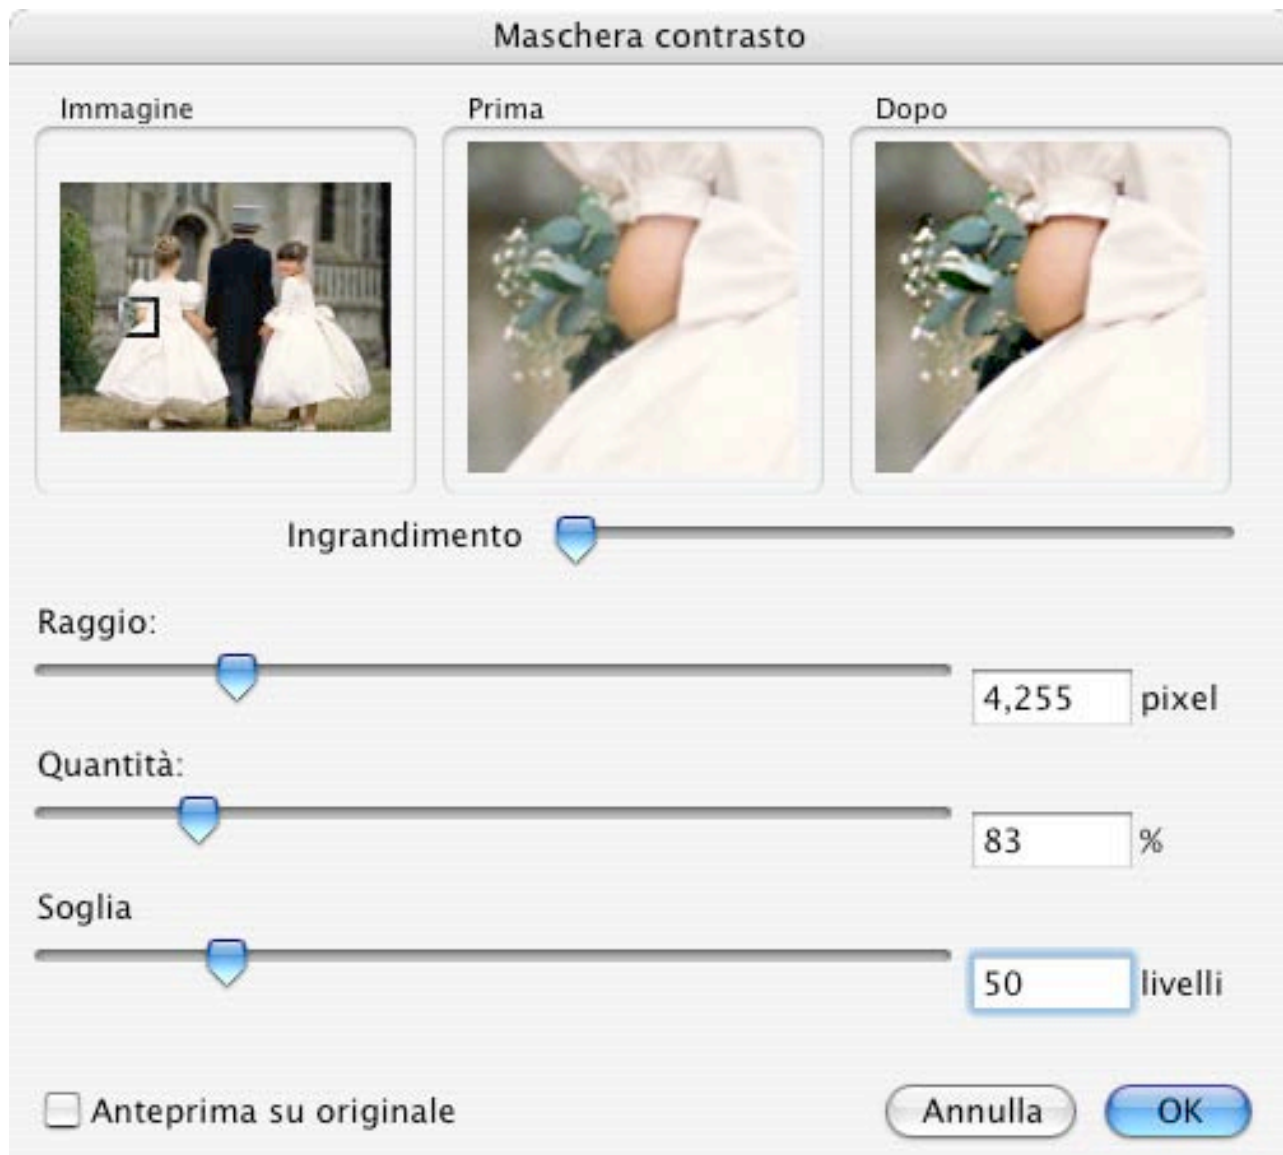 Maschera contrasto
Immagine
Prima
Dopo
Ingrandimento
Raggio:
4,255 pixel
Quantità:
83 %
Soglia
50 livelli
Anteprima su originale
Annulla
OK